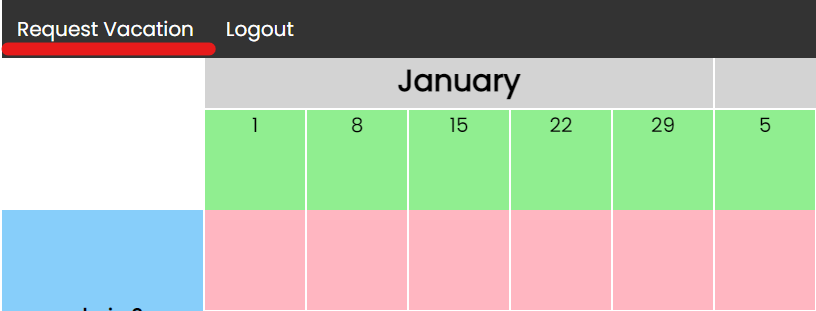 Request Vacation Logout
January
1 8 15 22 29 5